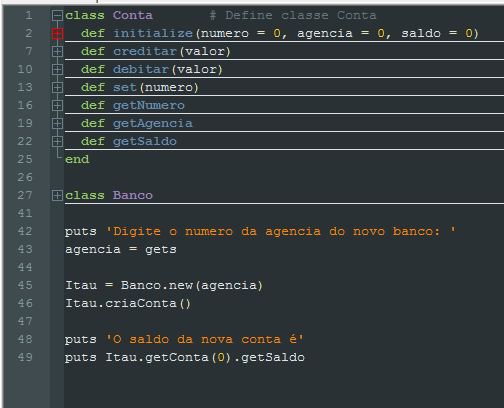 1 class Conta # Define classe Conta
2 def initialize(numero = 0, agencia = 0, saldo = 0)
7 def creditar(valor)
10 def debitar(valor)
13 def set(numero)
16 def getNumero
19 def getAgencia
22 def getSaldo
25 end
26
27 class Banco
41
42 puts 'Digite o numero da agencia do novo banco: '
43 agencia = gets
44
45 Itau = Banco.new(agencia)
46 Itau.criaConta()
47
48 puts 'O saldo da nova conta é'
49 puts Itau.getConta(0).getSaldo